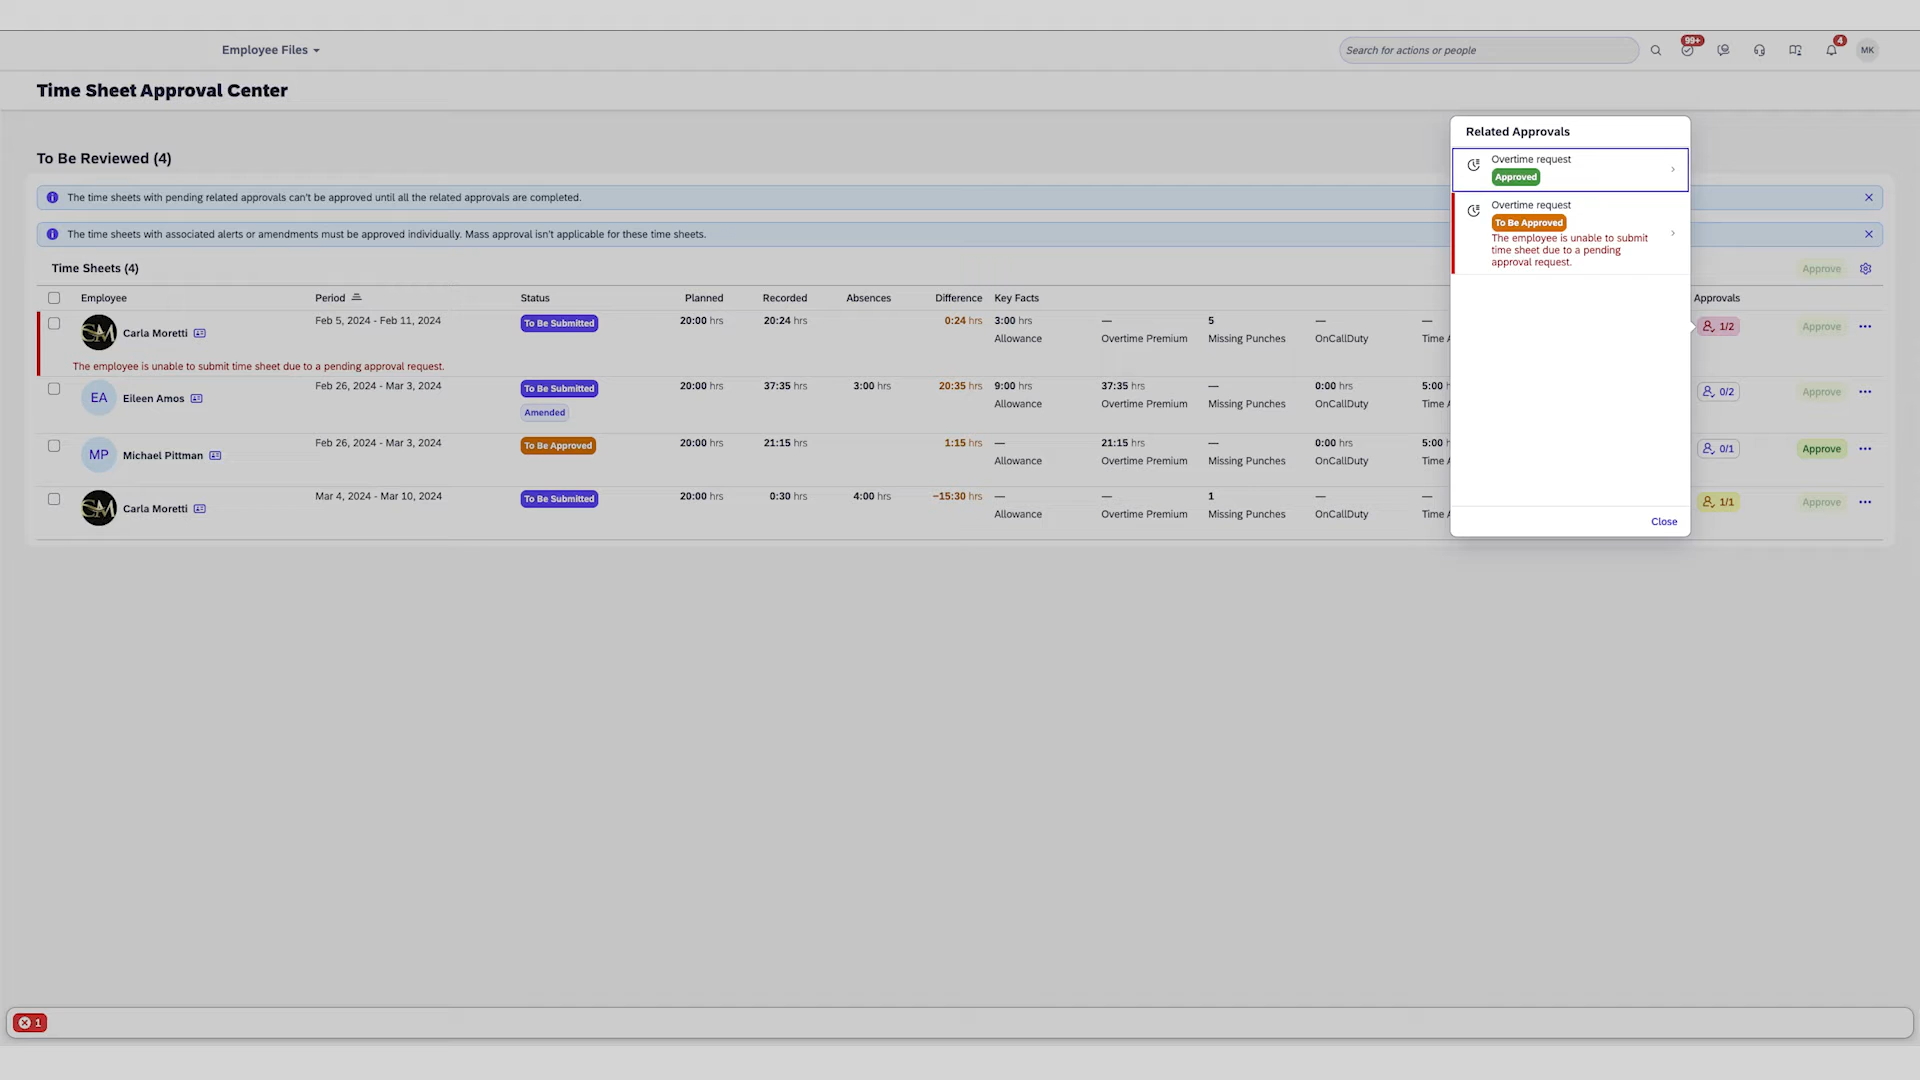 Employee Files
Search for actions or people
99+
4
MK
Time Sheet Approval Center
To Be Reviewed (4)
The time sheets with pending related approvals can't be approved until all the related approvals are completed.
The time sheets with associated alerts or amendments must be approved individually. Mass approval isn't applicable for these time sheets.
Time Sheets (4)
Approve
Employee Period Status Planned Recorded Absences Difference Key Facts Approvals
CM Carla Moretti Feb 5, 2024 - Feb 11, 2024 To Be Submitted 20:00 hrs 20:24 hrs 0:24 hrs 3:00 hrs — 5 — — 1/2 Approve
Allowance Overtime Premium Missing Punches OnCallDuty Time A
The employee is unable to submit time sheet due to a pending approval request.
EA Eileen Amos Feb 26, 2024 - Mar 3, 2024 To Be Submitted 20:00 hrs 37:35 hrs 3:00 hrs 20:35 hrs 9:00 hrs 37:35 hrs — 0:00 hrs 5:00 h 0/2 Approve
Amended Allowance Overtime Premium Missing Punches OnCallDuty Time A
MP Michael Pittman Feb 26, 2024 - Mar 3, 2024 To Be Approved 20:00 hrs 21:15 hrs 1:15 hrs — 21:15 hrs — 0:00 hrs 5:00 h 0/1 Approve
Allowance Overtime Premium Missing Punches OnCallDuty Time A
CM Carla Moretti Mar 4, 2024 - Mar 10, 2024 To Be Submitted 20:00 hrs 0:30 hrs 4:00 hrs −15:30 hrs — — 1 — — 1/1 Approve
Allowance Overtime Premium Missing Punches OnCallDuty Time A
Related Approvals
Overtime request
Approved
Overtime request
To Be Approved
The employee is unable to submit
time sheet due to a pending
approval request.
Close
1